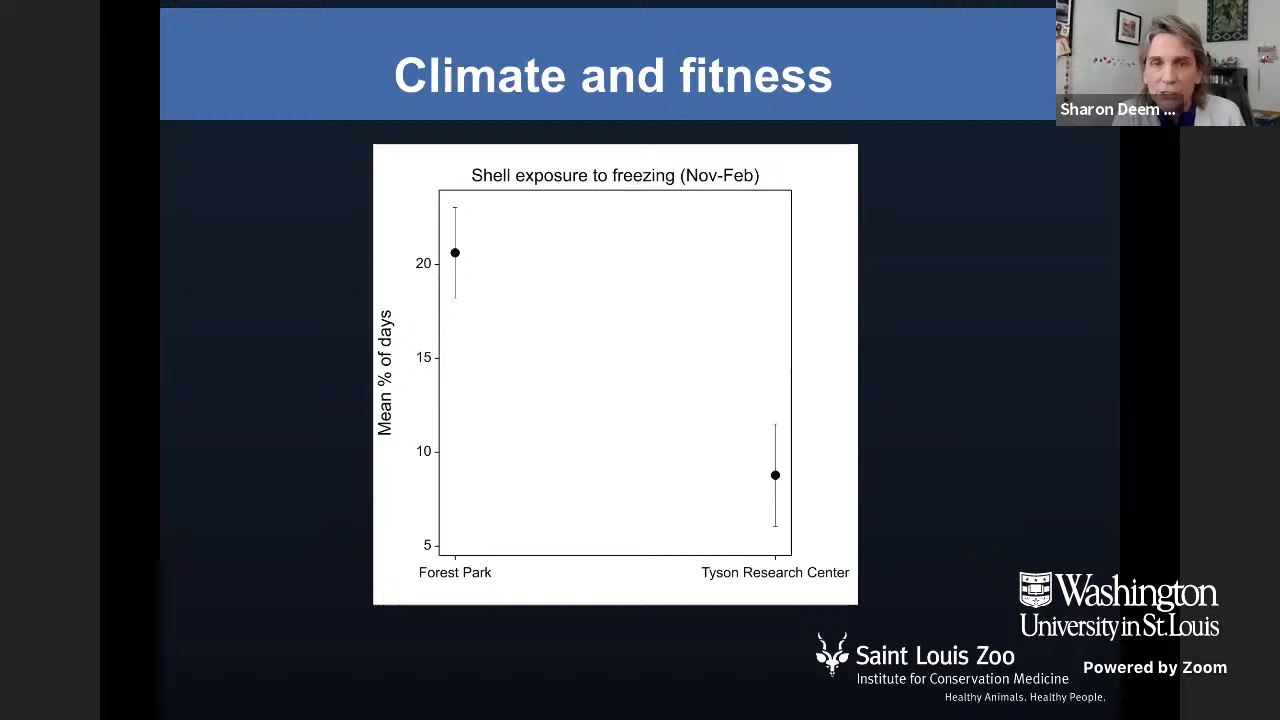 Climate and fitness
Sharon Deem ...
Shell exposure to freezing (Nov-Feb)
Mean % of days
20
15
10
5
Forest Park
Tyson Research Center
Washington
University in St. Louis
Saint Louis Zoo
Institute for Conservation Medicine
Healthy Animals. Healthy People.
Powered by Zoom